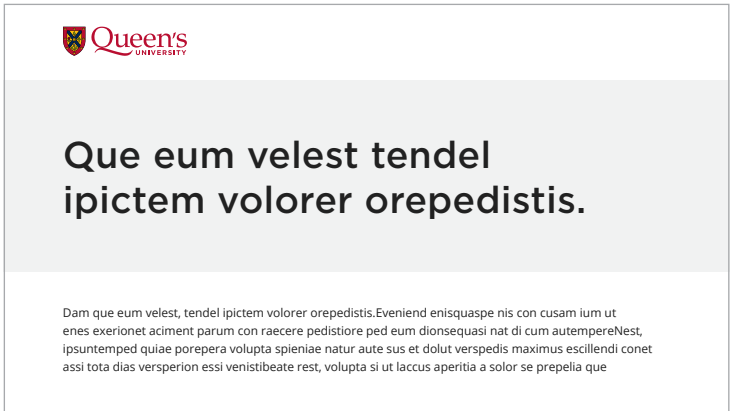 Queen's
UNIVERSITY
Que eum velest tendel
ipictem volorer orepedistis.
Dam que eum velest, tendel ipictem volorer orepedistis.Eveniend enisquaspe nis con cusam ium ut
enes exerionet aciment parum con raecere pedistiore ped eum dionsequasi nat di cum autempereNest,
ipsuntemped quiae porepera volupta spieniae natur aute sus et dolut verspedis maximus escillendi conet
assi tota dias versperion essi venistibeate rest, volupta si ut laccus aperitia a solor se prepelia que